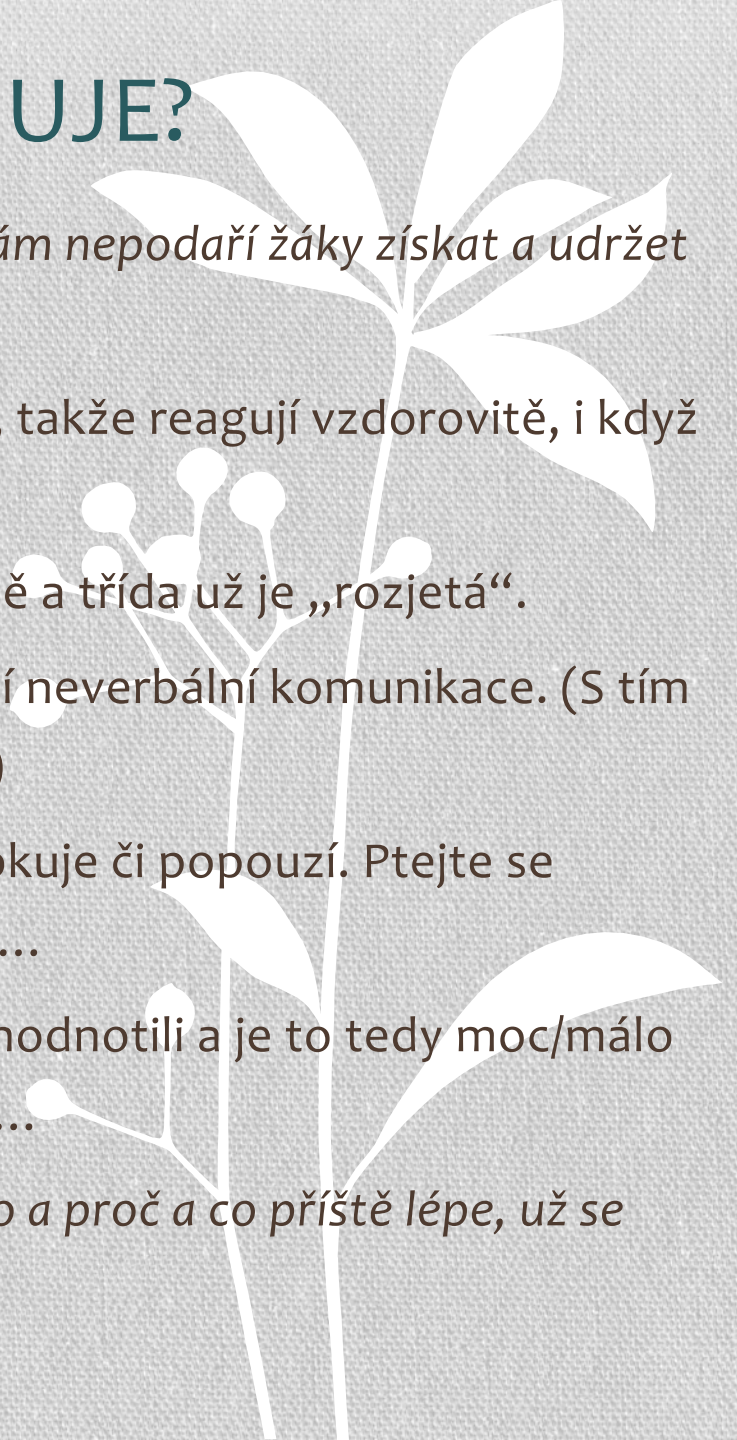 UJE?
ám nepodaří žáky získat a udržet
, takže reagují vzdorovitě, i když
ě a třída už je „rozjetá“.
í neverbální komunikace. (S tím
)
okuje či popouzí. Ptejte se
…
hodnotili a je to tedy moc/málo
…
o a proč a co příště lépe, už se